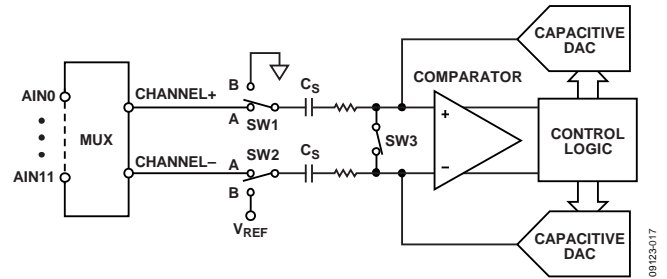 CAPACITIVE
DAC
COMPARATOR
B
CS
AIN0
CHANNEL+
A
SW1
+
MUX
SW3
CONTROL
LOGIC
SW2
CS
CHANNEL–
A
–
AIN11
B
VREF
CAPACITIVE
DAC
09123-017